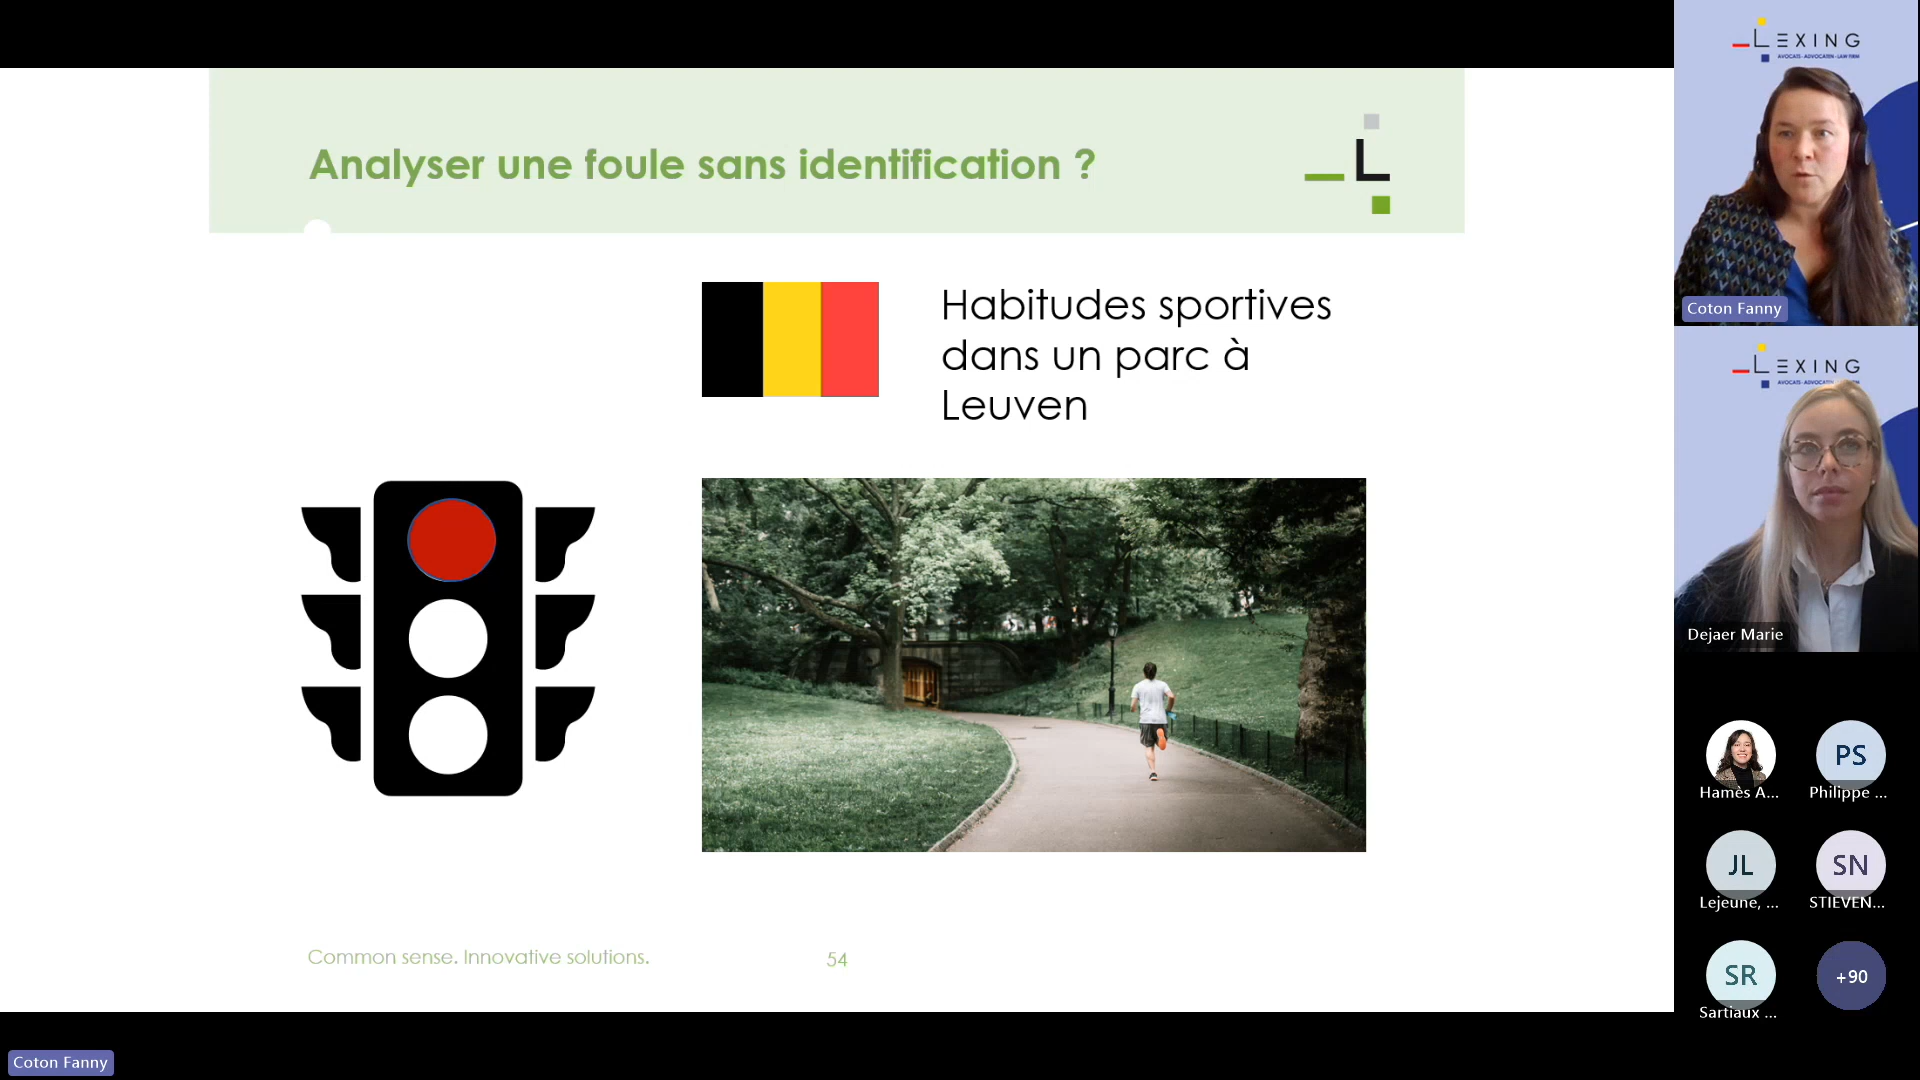 Analyser une foule sans identification ?
L
Habitudes sportives
dans un parc à
Leuven
Common sense. Innovative solutions.
54
LEXING
AVOCATS - ADVOCATEN - LAW FIRM
Coton Fanny
LEXING
Dejaer Marie
Hamès A...
PS
Philippe ...
JL
Lejeune, ...
SN
STIEVEN...
SR
Sartiaux ...
+90
Coton Fanny